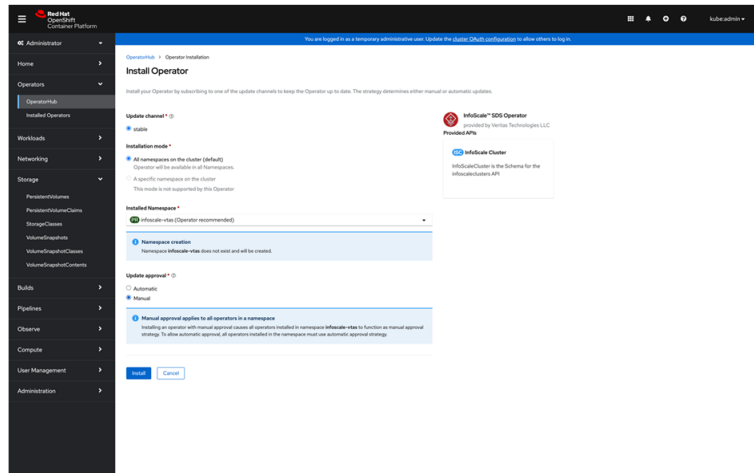 Red Hat
OpenShift
Container Platform
kube:admin
Administrator
Home
Operators
OperatorHub
Installed Operators
Workloads
Networking
Storage
PersistentVolumes
PersistentVolumeClaims
StorageClasses
VolumeSnapshots
VolumeSnapshotClasses
VolumeSnapshotContents
Builds
Pipelines
Observe
Compute
User Management
Administration
You are logged in as a temporary administrative user. Update the cluster OAuth configuration to allow others to log in.
OperatorHub > Operator Installation
Install Operator
Install your Operator by subscribing to one of the update channels to keep the Operator up to date. The strategy determines either manual or automatic updates.
Update channel *
stable
Installation mode *
All namespaces on the cluster (default)
Operator will be available in all Namespaces.
A specific namespace on the cluster
This mode is not supported by this Operator
Installed Namespace *
PR infoscale-vtas (Operator recommended)
Namespace creation
Namespace infoscale-vtas does not exist and will be created.
Update approval *
Automatic
Manual
Manual approval applies to all operators in a namespace
Installing an operator with manual approval causes all operators installed in namespace infoscale-vtas to function as manual approval
strategy. To allow automatic approval, all operators installed in the namespace must use automatic approval strategy.
Install Cancel
InfoScale™ SDS Operator
provided by Veritas Technologies LLC
Provided APIs
ISC InfoScale Cluster
InfoScaleCluster is the Schema for the
infoscaleclusters API